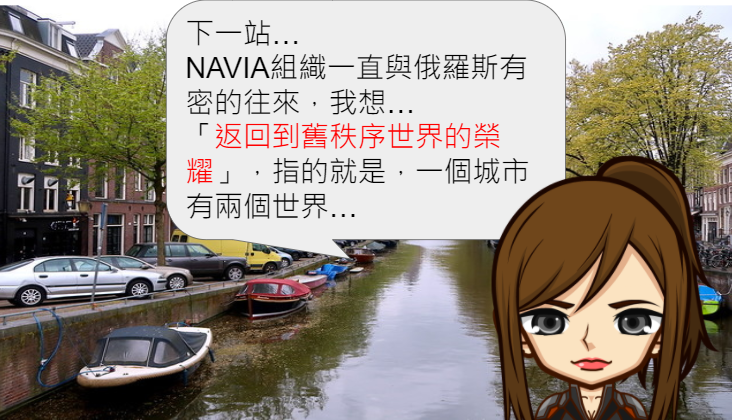 下一站...
NAVIA組織一直與俄羅斯有
密的往來，我想...
「返回到舊秩序世界的榮
耀」，指的就是，一個城市
有兩個世界...